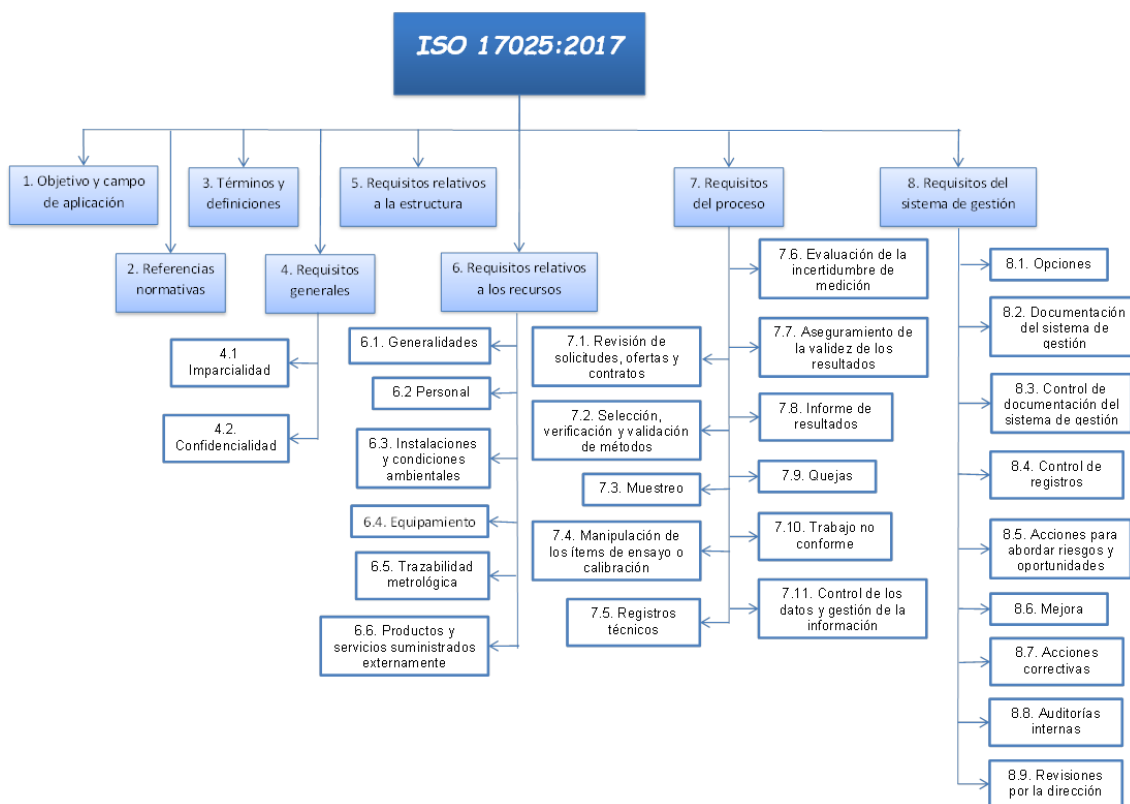 ISO 17025:2017
1. Objetivo y campo
de aplicación
2. Referencias
normativas
3. Términos y
definiciones
4. Requisitos
generales
4.1
Imparcialidad
4.2.
Confidencialidad
5. Requisitos relativos
a la estructura
6. Requisitos relativos
a los recursos
6.1. Generalidades
6.2 Personal
6.3. Instalaciones
y condiciones
ambientales
6.4. Equipamiento
6.5. Trazabilidad
metrológica
6.6. Productos y
servicios suministrados
externamente
7. Requisitos
del proceso
7.1. Revisión de
solicitudes, ofertas y
contratos
7.2. Selección,
verificación y validación
de métodos
7.3. Muestreo
7.4. Manipulación de
los ítems de ensayo o
calibración
7.5. Registros
técnicos
7.6. Evaluación de la
incertidumbre de
medición
7.7. Aseguramiento de
la validez de los
resultados
7.8. Informe de
resultados
7.9. Quejas
7.10. Trabajo no
conforme
7.11. Control de los
datos y gestión de la
información
8. Requisitos del
sistema de gestión
8.1. Opciones
8.2. Documentación
del sistema de
gestión
8.3. Control de
documentación del
sistema de gestión
8.4. Control de
registros
8.5. Acciones para
abordar riesgos y
oportunidades
8.6. Mejora
8.7. Acciones
correctivas
8.8. Auditorías
internas
8.9. Revisiones
por la dirección